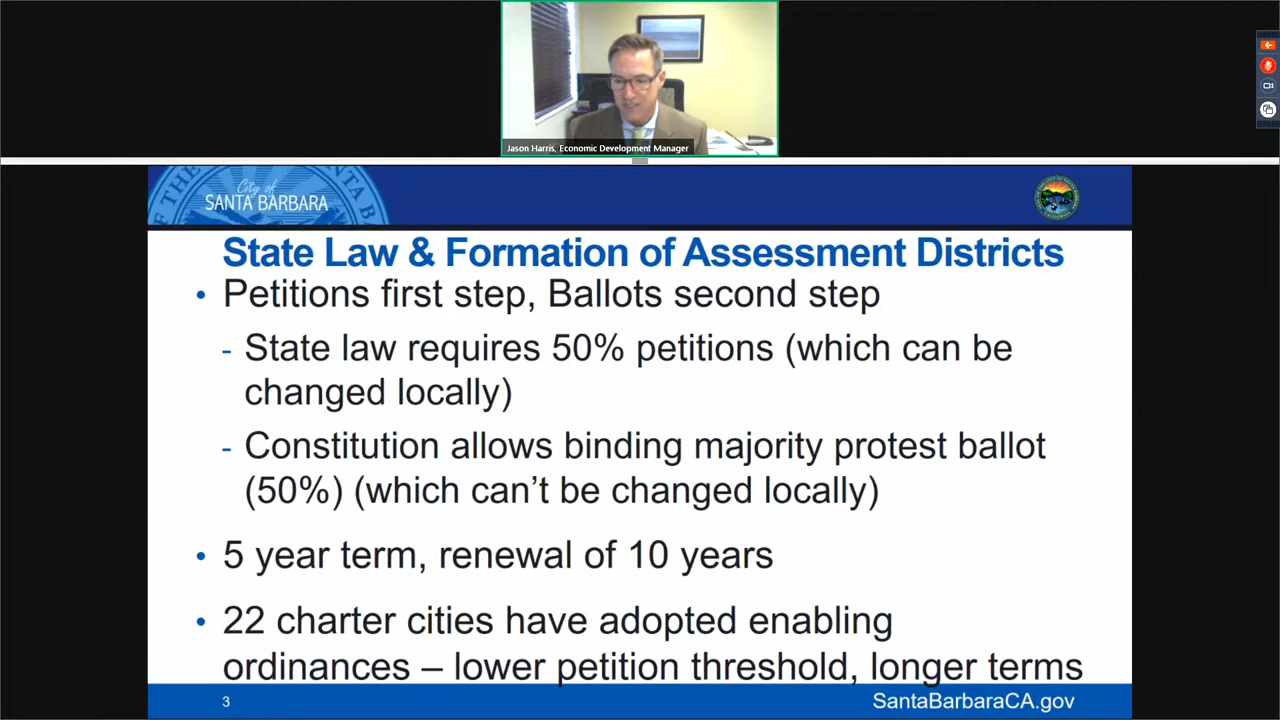 Jason Harris, Economic Development Manager
City of
SANTA BARBARA
State Law & Formation of Assessment Districts
• Petitions first step, Ballots second step
- State law requires 50% petitions (which can be
changed locally)
- Constitution allows binding majority protest ballot
(50%) (which can't be changed locally)
• 5 year term, renewal of 10 years
• 22 charter cities have adopted enabling
ordinances – lower petition threshold, longer terms
3
SantaBarbaraCA.gov